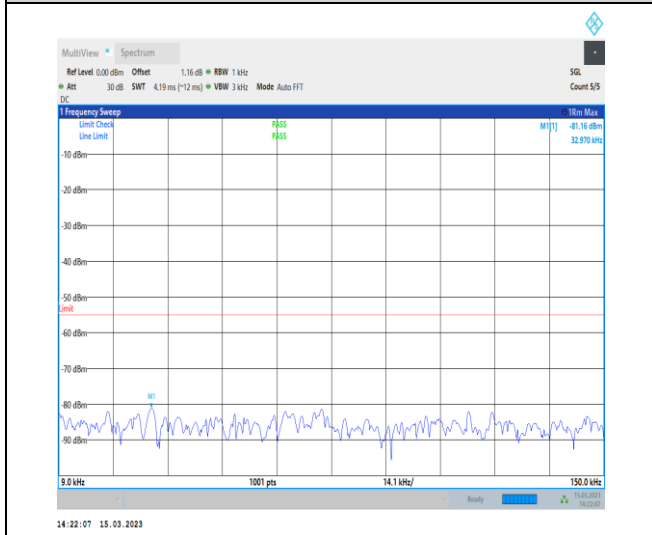 MultiView Spectrum
Ref Level 0.00 dBm Offset 1.16 dB RBW 1 kHz SGL
Att 30 dB SWT 4.19 ms (~12 ms) VBW 3 kHz Mode Auto FFT Count 5/5
DC
1 Frequency Sweep 1Rm Max
Limit Check PASS M1[1] -81.16 dBm
Line Limit PASS 32.970 kHz
-10 dBm
-20 dBm
-30 dBm
-40 dBm
-50 dBm
Limit
-60 dBm
-70 dBm
M1
-80 dBm
-90 dBm
9.0 kHz 1001 pts 14.1 kHz/ 150.0 kHz
Ready 15.03.2023
14:22:07
14:22:07 15.03.2023